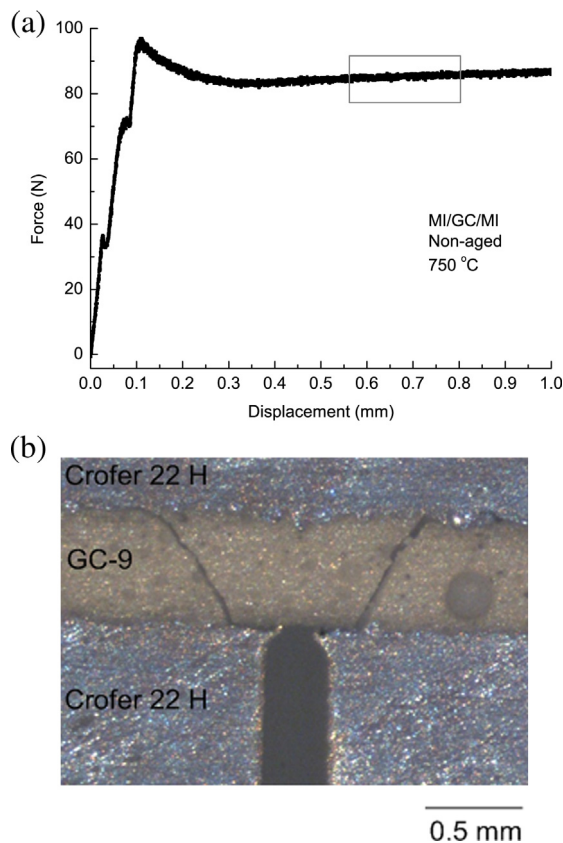 (a)
100
80
60
40
20
0
Force (N)
MI/GC/MI
Non-aged
750 °C
0.0 0.1 0.2 0.3 0.4 0.5 0.6 0.7 0.8 0.9 1.0
Displacement (mm)
(b)
Crofer 22 H
GC-9
Crofer 22 H
0.5 mm